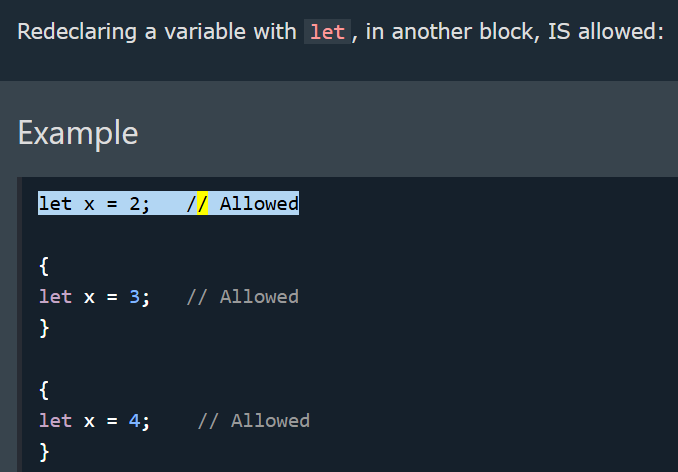 Redeclaring a variable with let, in another block, IS allowed:
Example
let x = 2;   // Allowed
{
let x = 3;   // Allowed
}
{
let x = 4;    // Allowed
}